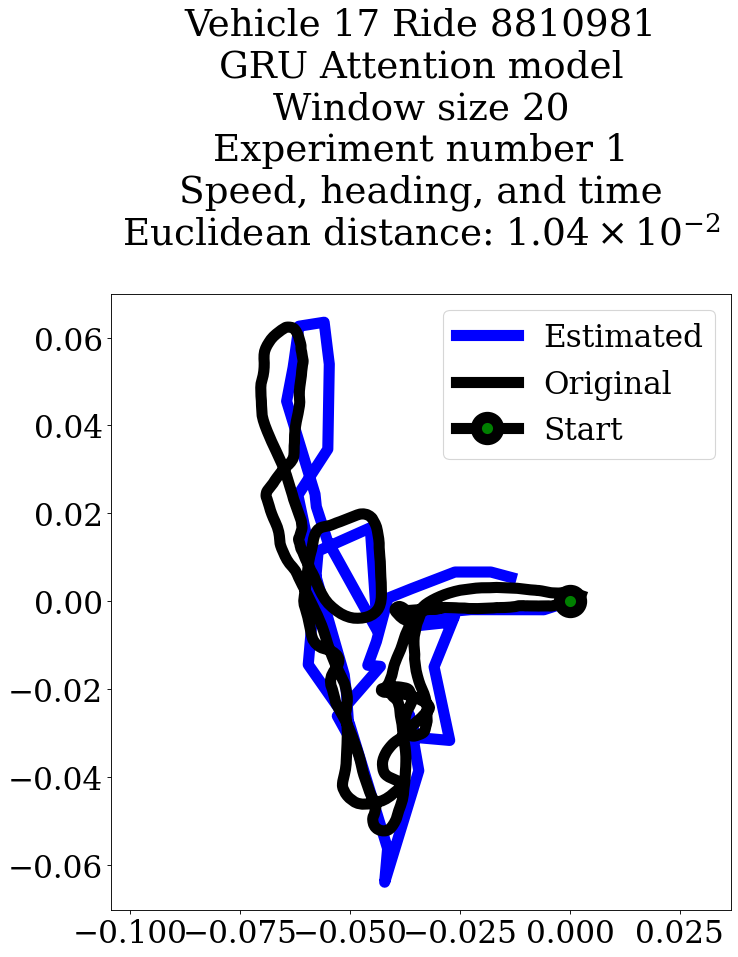 Vehicle 17 Ride 8810981
GRU Attention model
Window size 20
Experiment number 1
Speed, heading, and time
Euclidean distance: 1.04 × 10⁻²
Estimated
Original
Start
0.06
0.04
0.02
0.00
−0.02
−0.04
−0.06
−0.100
−0.075
−0.050
−0.025
0.000
0.025